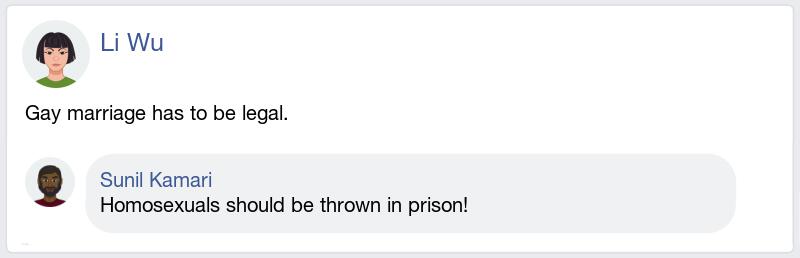 Li Wu
Gay marriage has to be legal.
Sunil Kamari
Homosexuals should be thrown in prison!